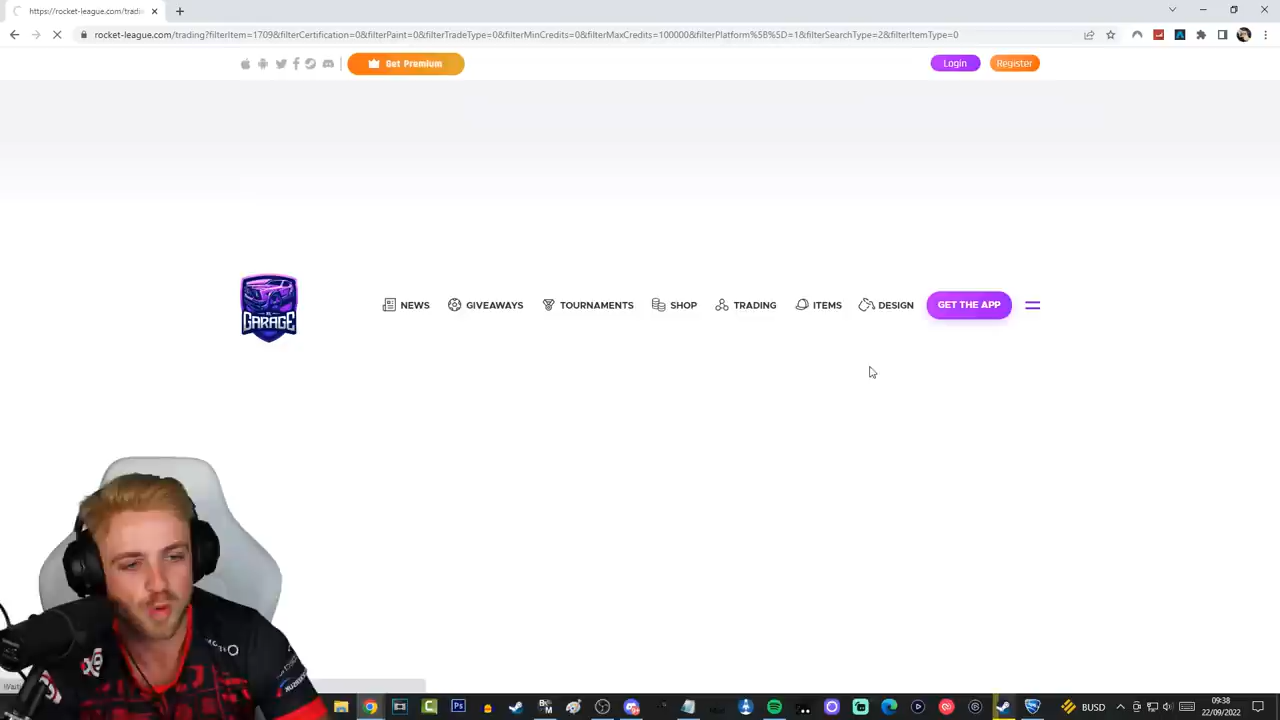 https://rocket-league.com/tradin
rocket-league.com/trading?filterItem=1709&filterCertification=0&filterPaint=0&filterTradeType=0&filterMinCredits=0&filterMaxCredits=100000&filterPlatform%5B%5D=1&filterSearchType=2&filterItemType=0
Get Premium
Login
Register
GARAGE
NEWS
GIVEAWAYS
TOURNAMENTS
SHOP
TRADING
ITEMS
DESIGN
GET THE APP
BUSD
09:38
22/09/2022